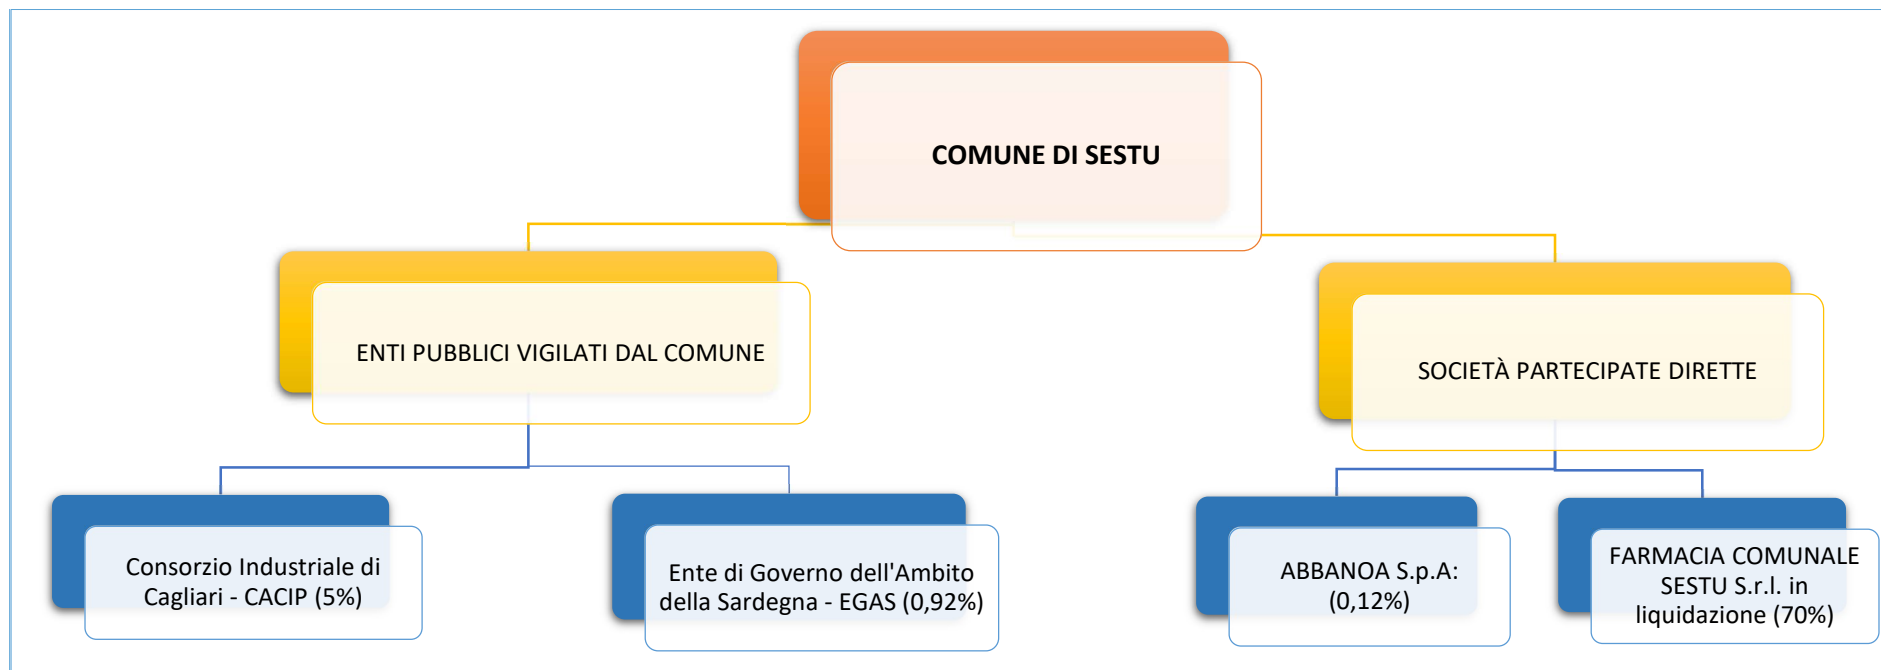 COMUNE DI SESTU
ENTI PUBBLICI VIGILATI DAL COMUNE
SOCIETÀ PARTECIPATE DIRETTE
Consorzio Industriale di
Cagliari - CACIP (5%)
Ente di Governo dell'Ambito
della Sardegna - EGAS (0,92%)
ABBANOA S.p.A:
(0,12%)
FARMACIA COMUNALE
SESTU S.r.l. in
liquidazione (70%)